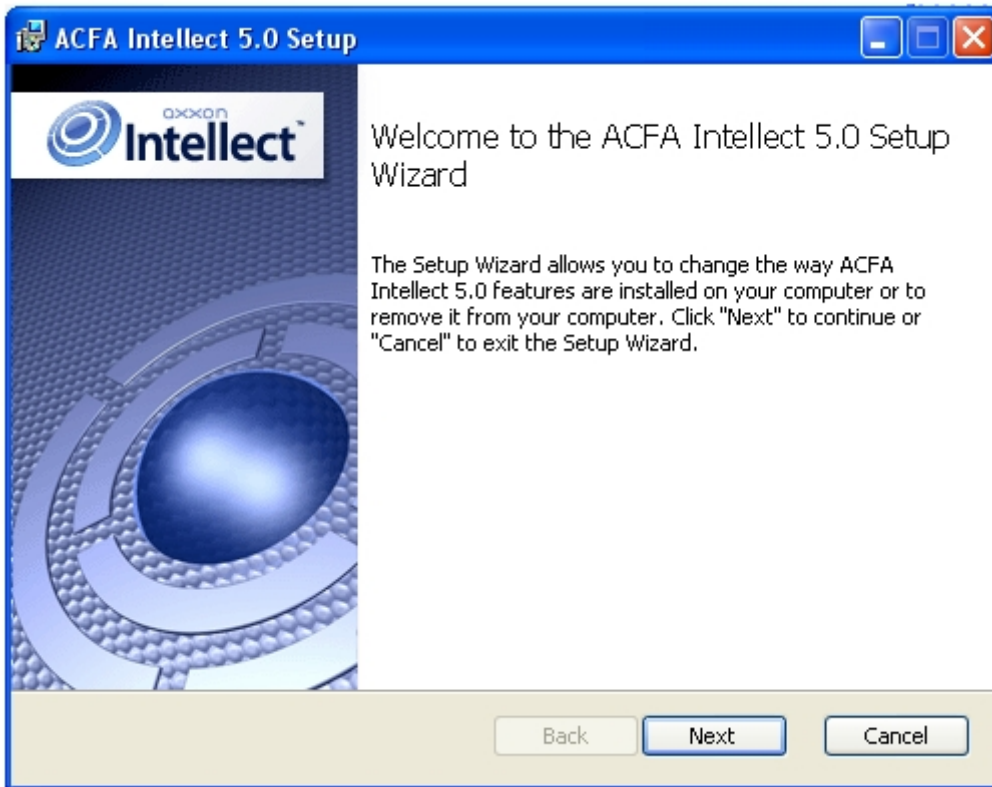 ACFA Intellect 5.0 Setup
axxon
Intellect™
Welcome to the ACFA Intellect 5.0 Setup
Wizard
The Setup Wizard allows you to change the way ACFA
Intellect 5.0 features are installed on your computer or to
remove it from your computer. Click "Next" to continue or
"Cancel" to exit the Setup Wizard.
Back
Next
Cancel